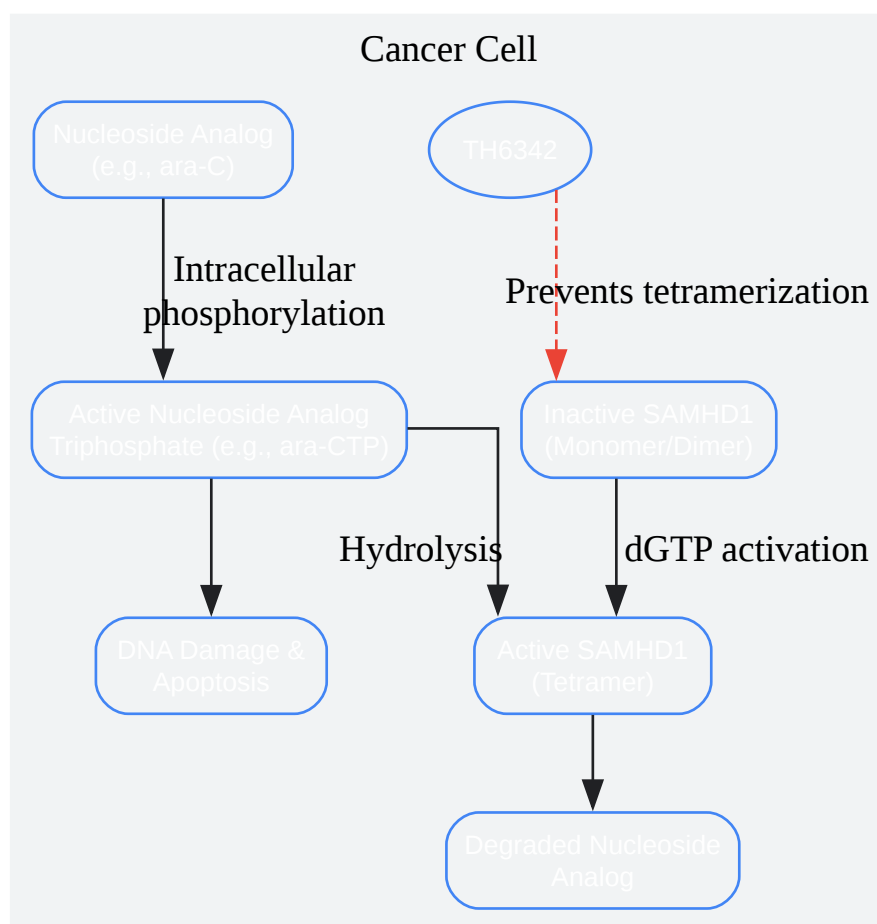 Cancer Cell
Nucleoside Analog
(e.g., ara-C)
TH6342
Intracellular
phosphorylation
Prevents tetramerization
Active Nucleoside Analog
Triphosphate (e.g., ara-CTP)
Inactive SAMHD1
(Monomer/Dimer)
Hydrolysis
dGTP activation
DNA Damage &
Apoptosis
Active SAMHD1
(Tetramer)
Degraded Nucleoside
Analog